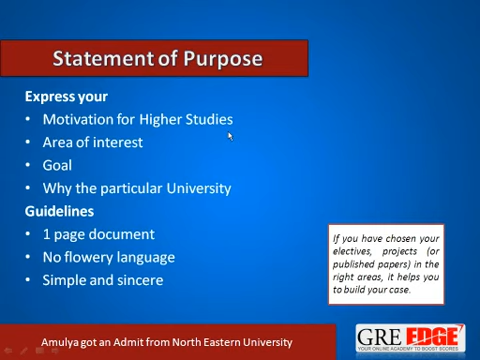 Statement of Purpose
Express your
• Motivation for Higher Studies
• Area of interest
• Goal
• Why the particular University
Guidelines
• 1 page document
• No flowery language
• Simple and sincere
If you have chosen your
electives, projects (or
published papers) in the
right areas, it helps you
to build your case.
Amulya got an Admit from North Eastern University
GRE EDGE
YOUR ONLINE ACADEMY TO BOOST SCORES